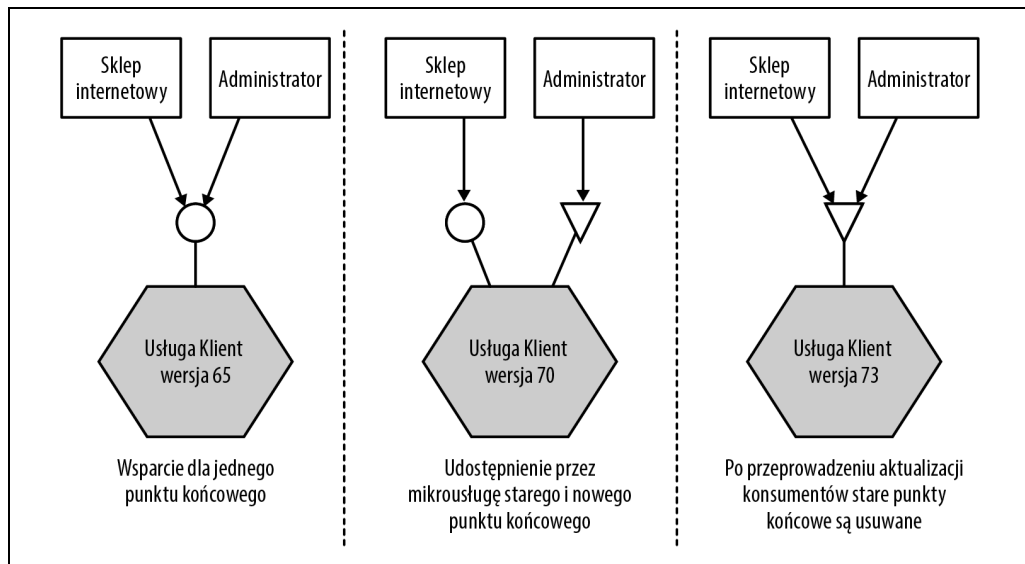 Sklep
internetowy
Administrator
Usługa Klient
wersja 65
Wsparcie dla jednego
punktu końcowego
Sklep
internetowy
Administrator
Usługa Klient
wersja 70
Udostępnienie przez
mikrousługę starego i nowego
punktu końcowego
Sklep
internetowy
Administrator
Usługa Klient
wersja 73
Po przeprowadzeniu aktualizacji
konsumentów stare punkty
końcowe są usuwane